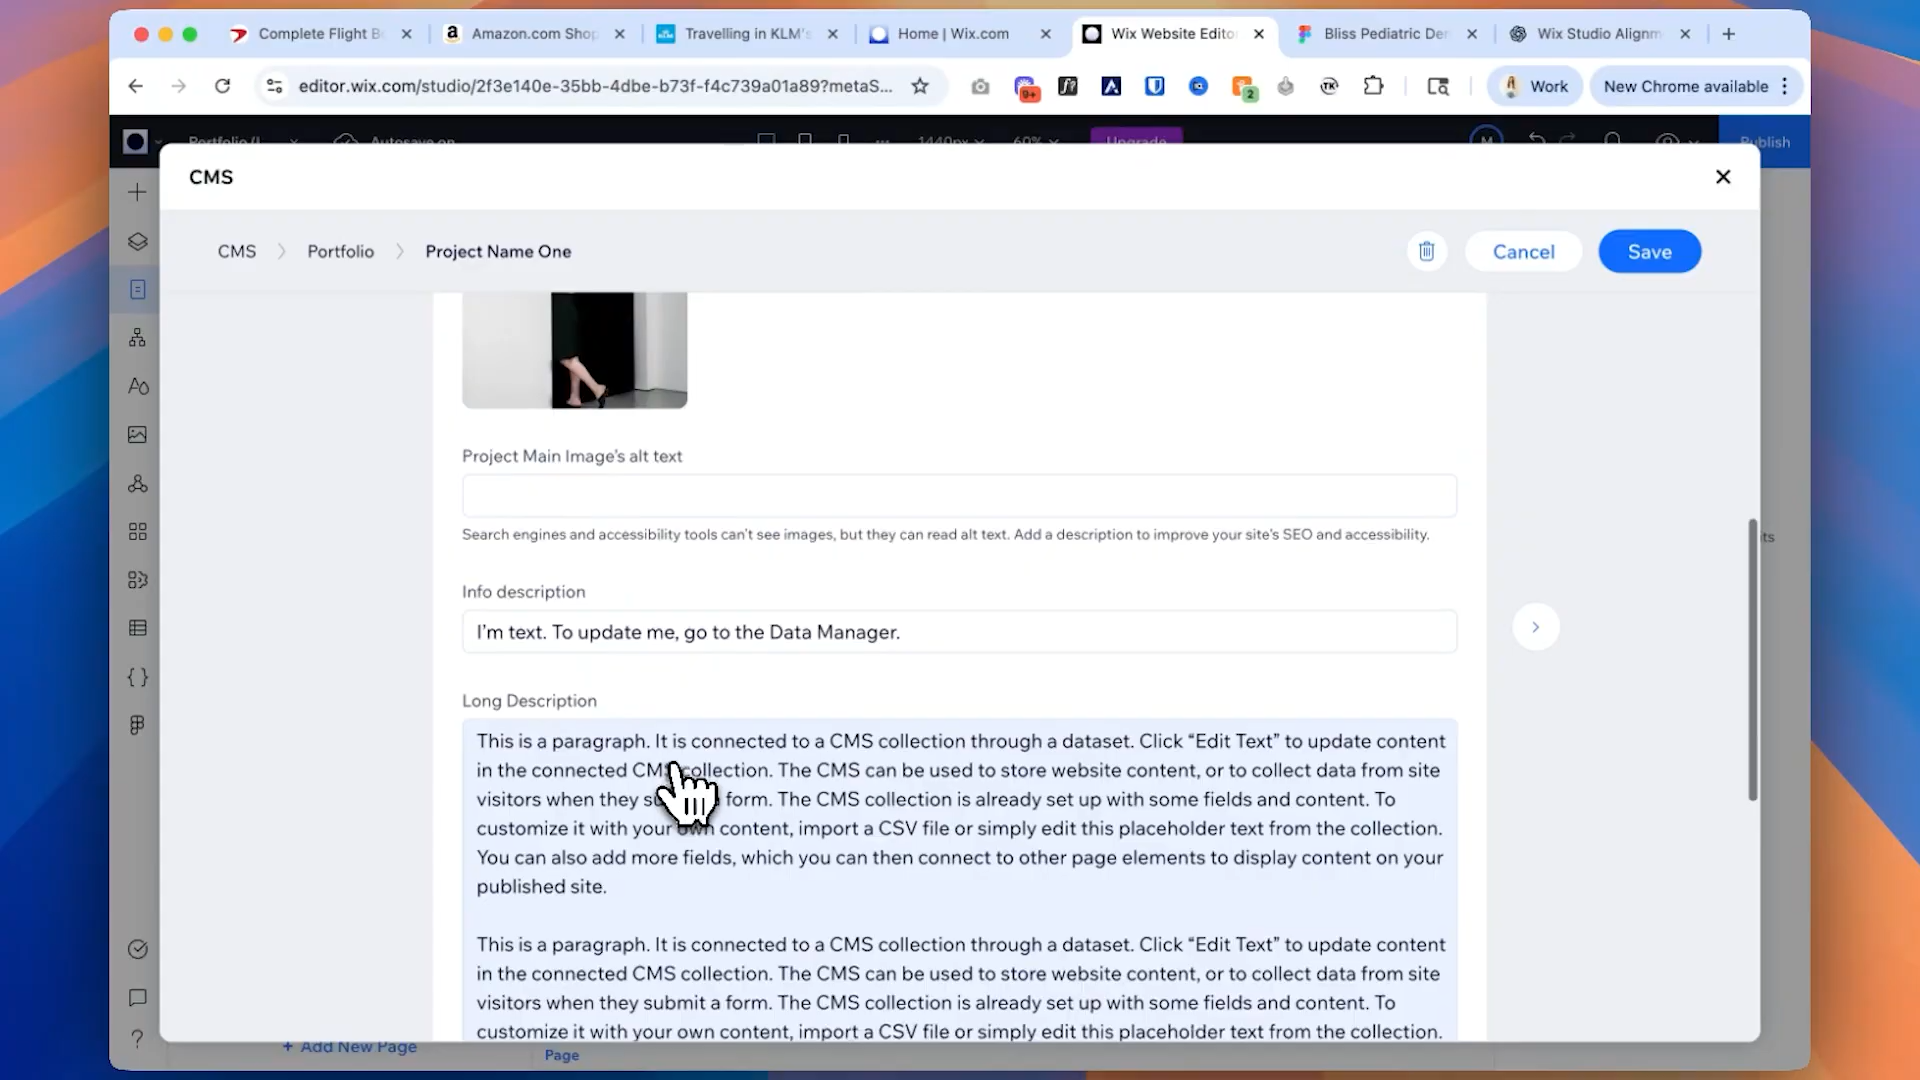 Complete Flight B
Amazon.com Shop
Travelling in KLM's
Home | Wix.com
Wix Website Edito
Bliss Pediatric Den
Wix Studio Alignm
editor.wix.com/studio/2f3e140e-35bb-4dbe-b73f-f4c739a01a89?metaS...
9+
2
Work
New Chrome available
Autosave on
1440px
60%
Upgrade
M
Publish
CMS
CMS
Portfolio
Project Name One
Cancel
Save
Project Main Image's alt text
Search engines and accessibility tools can't see images, but they can read alt text. Add a description to improve your site's SEO and accessibility.
Info description
I'm text. To update me, go to the Data Manager.
Long Description
This is a paragraph. It is connected to a CMS collection through a dataset. Click “Edit Text” to update content
in the connected CMS collection. The CMS can be used to store website content, or to collect data from site
visitors when they form. The CMS collection is already set up with some fields and content. To
customize it with your own content, import a CSV file or simply edit this placeholder text from the collection.
You can also add more fields, which you can then connect to other page elements to display content on your
published site.
This is a paragraph. It is connected to a CMS collection through a dataset. Click “Edit Text” to update content
in the connected CMS collection. The CMS can be used to store website content, or to collect data from site
visitors when they submit a form. The CMS collection is already set up with some fields and content. To
customize it with your own content, import a CSV file or simply edit this placeholder text from the collection.
+ Add New Page
Page